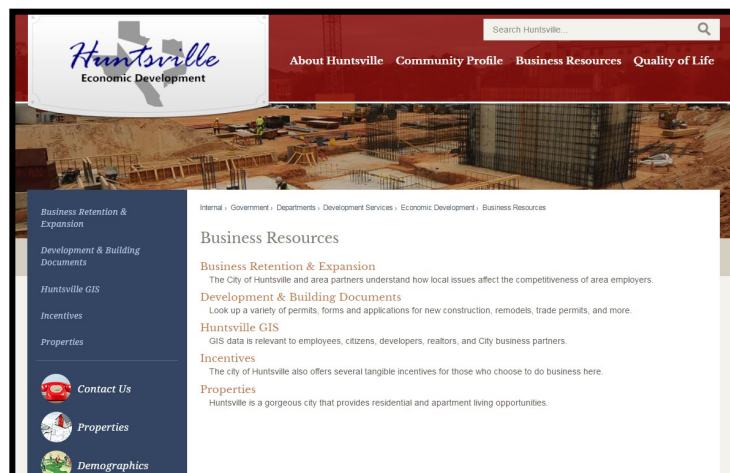 Huntsville
Economic Development
Search Huntsville...
About Huntsville Community Profile Business Resources Quality of Life
Internal › Government › Departments › Development Services › Economic Development › Business Resources
Business Retention &
Expansion
Development & Building
Documents
Huntsville GIS
Incentives
Properties
Contact Us
Properties
Demographics
Business Resources
Business Retention & Expansion
The City of Huntsville and area partners understand how local issues affect the competitiveness of area employers.
Development & Building Documents
Look up a variety of permits, forms and applications for new construction, remodels, trade permits, and more.
Huntsville GIS
GIS data is relevant to employees, citizens, developers, realtors, and City business partners.
Incentives
The city of Huntsville also offers several tangible incentives for those who choose to do business here.
Properties
Huntsville is a gorgeous city that provides residential and apartment living opportunities.